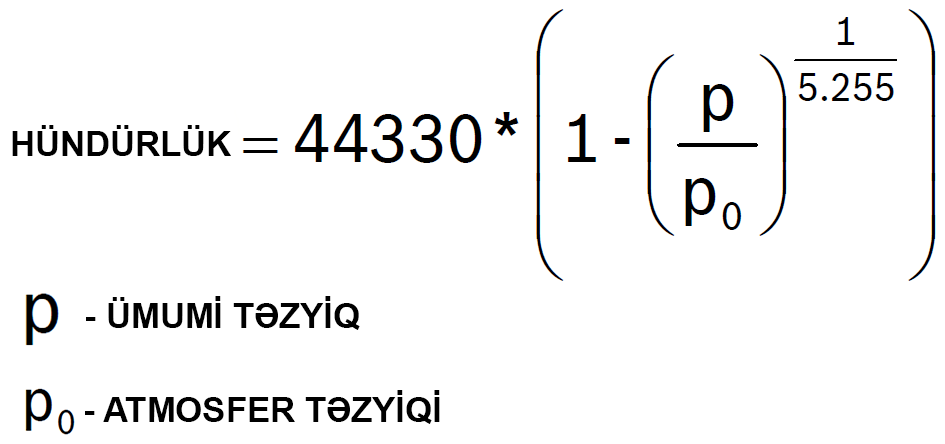 HÜNDÜRLÜK = 44330 * ( 1 - ( p / p₀ ) ^ ( 1 / 5.255 ) )
p - ÜMUMİ TƏZYİQ
p₀ - ATMOSFER TƏZYİQİ